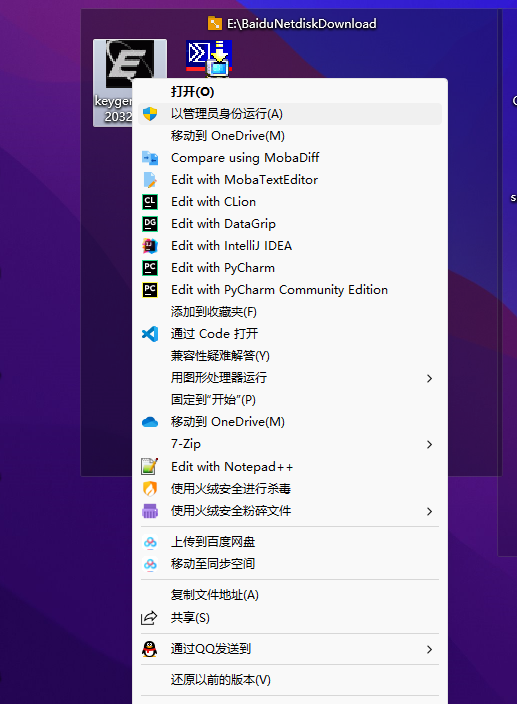 E:\BaiduNetdiskDownload
keyger
2032
打开(O)
以管理员身份运行(A)
移动到 OneDrive(M)
Compare using MobaDiff
Edit with MobaTextEditor
Edit with CLion
Edit with DataGrip
Edit with IntelliJ IDEA
Edit with PyCharm
Edit with PyCharm Community Edition
添加到收藏夹(F)
通过 Code 打开
兼容性疑难解答(Y)
用图形处理器运行
固定到"开始"(P)
移动到 OneDrive(M)
7-Zip
Edit with Notepad++
使用火绒安全进行杀毒
使用火绒安全粉碎文件
上传到百度网盘
移动至同步空间
复制文件地址(A)
共享(S)
通过QQ发送到
还原以前的版本(V)